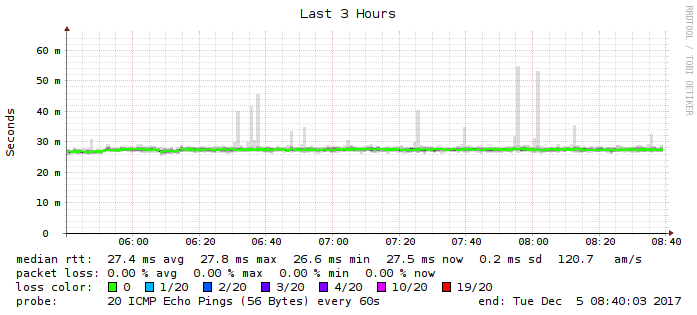 Last 3 Hours
RRDTOOL / TOBI OETIKER
Seconds
60 m
50 m
40 m
30 m
20 m
10 m
0
06:00 06:20 06:40 07:00 07:20 07:40 08:00 08:20 08:40
median rtt: 27.4 ms avg 27.8 ms max 26.6 ms min 27.5 ms now 0.2 ms sd 120.7 am/s
packet loss: 0.00 % avg 0.00 % max 0.00 % min 0.00 % now
loss color: 0 1/20 2/20 3/20 4/20 10/20 19/20
probe: 20 ICMP Echo Pings (56 Bytes) every 60s end: Tue Dec 5 08:40:03 2017